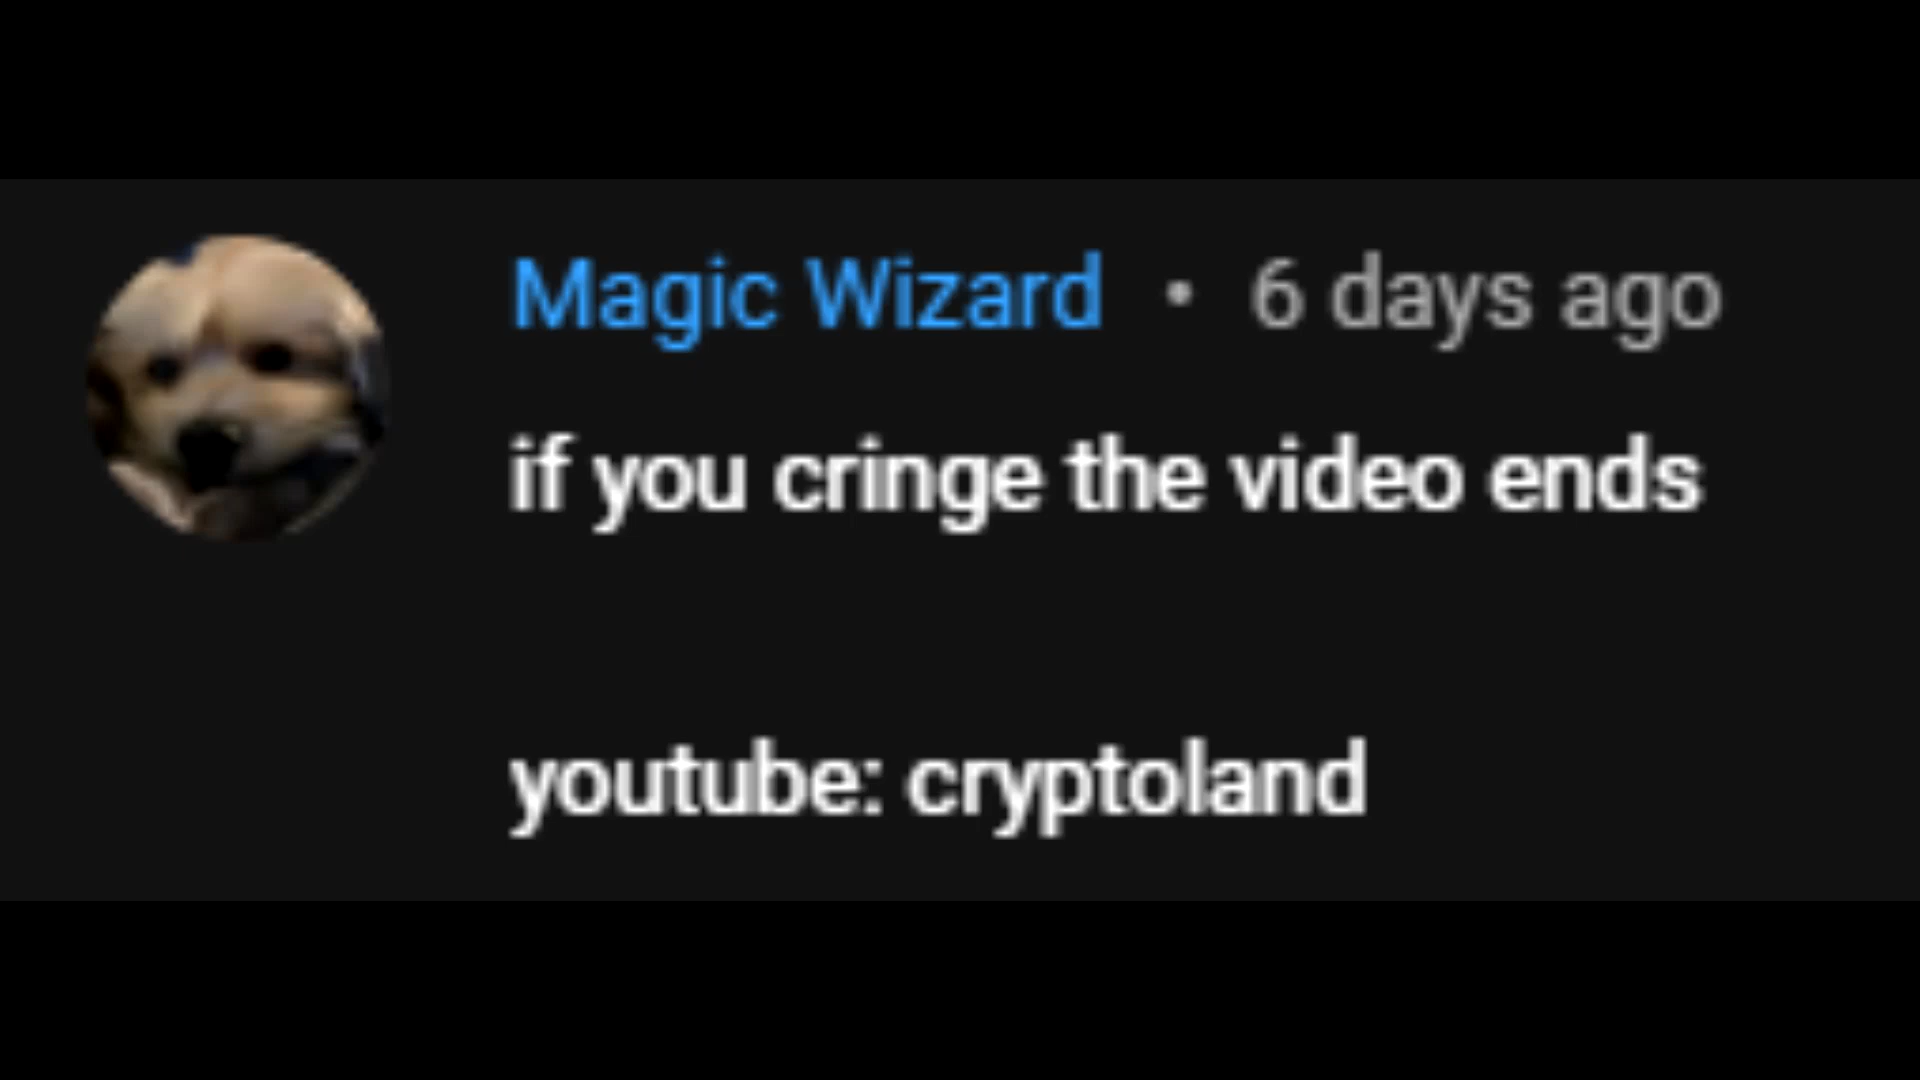 Magic Wizard • 6 days ago
if you cringe the video ends
youtube: cryptoland